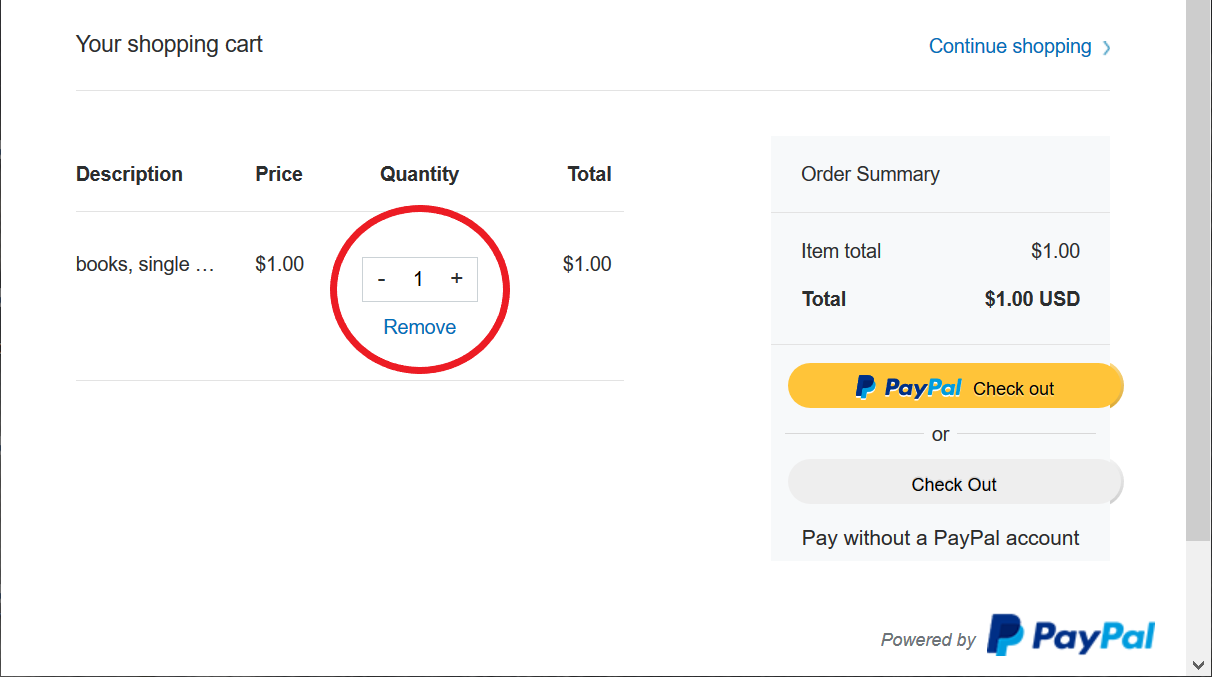 Your shopping cart
Continue shopping >
Description Price Quantity Total
books, single … $1.00 - 1 + $1.00
Remove
Order Summary
Item total $1.00
Total $1.00 USD
PayPal Check out
or
Check Out
Pay without a PayPal account
Powered by PayPal